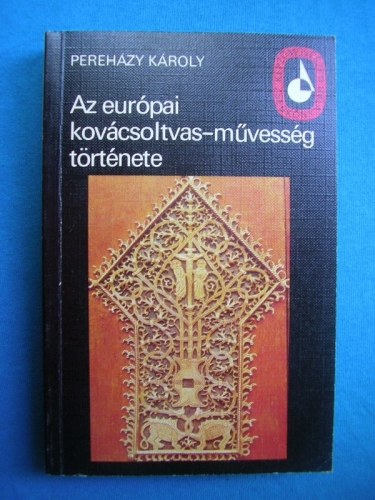 PEREHÁZY KÁROLY
Az európai
kovácsoltvas-művesség
története